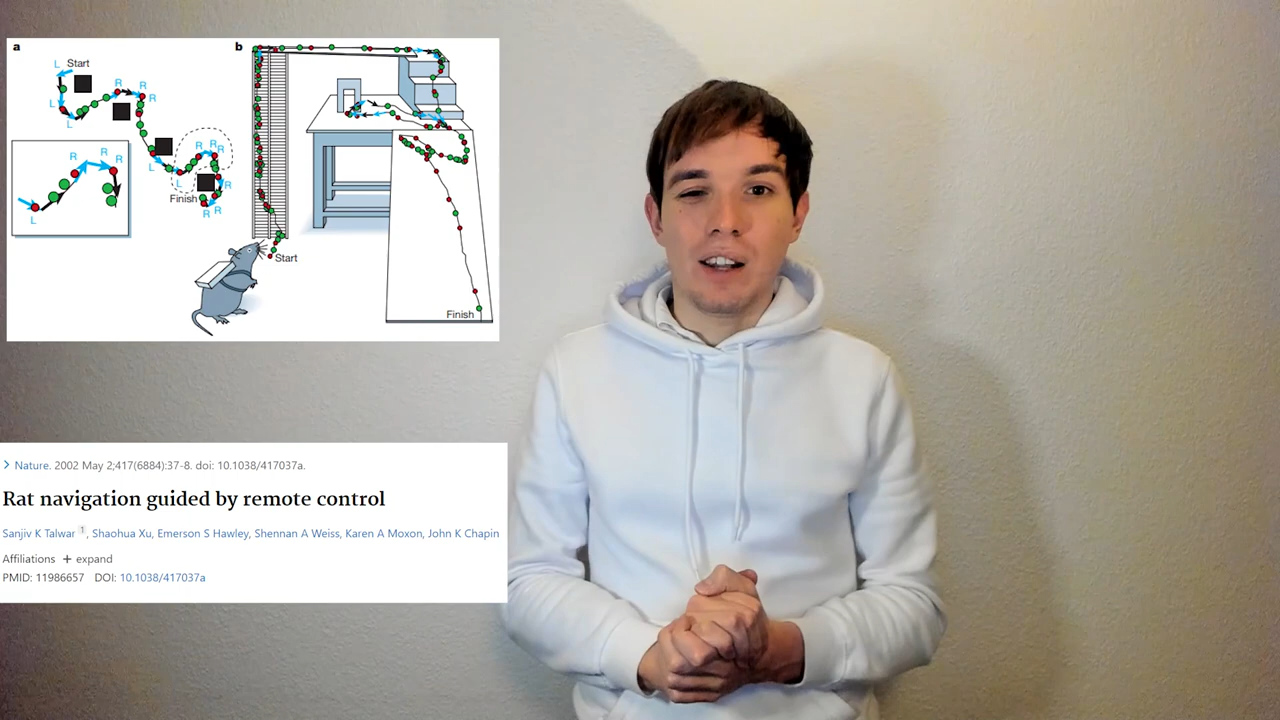 a
b
L Start
L
L
R
R
R
L
L
R
R
R
R
R
Finish
R
R
R
L
Start
Finish
> Nature. 2002 May 2;417(6884):37-8. doi: 10.1038/417037a.
Rat navigation guided by remote control
Sanjiv K Talwar 1, Shaohua Xu, Emerson S Hawley, Shennan A Weiss, Karen A Moxon, John K Chapin
Affiliations + expand
PMID: 11986657 DOI: 10.1038/417037a